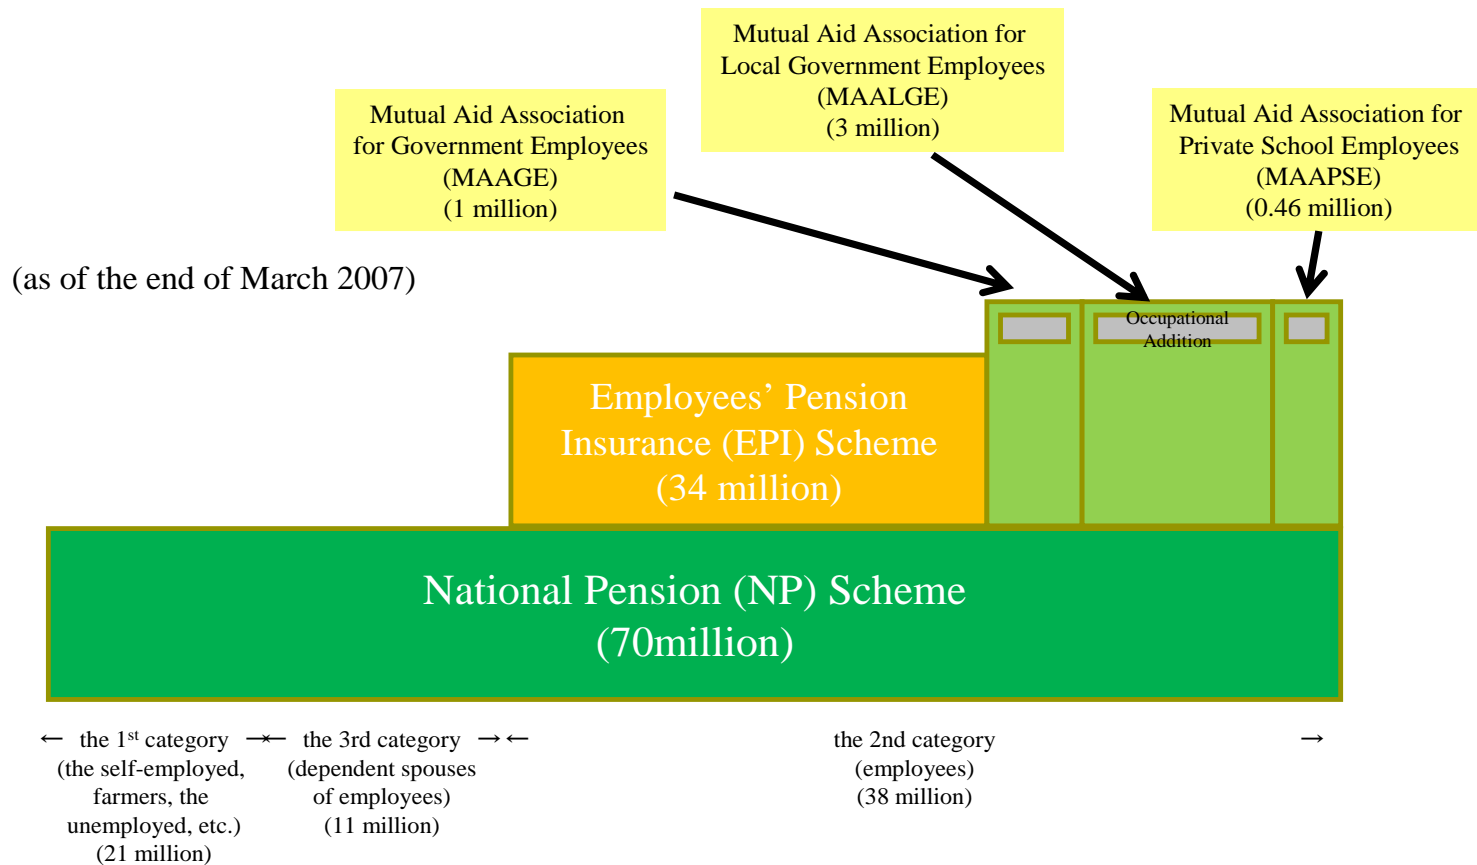 Mutual Aid Association for
Local Government Employees
(MAALGE)
(3 million)
Mutual Aid Association
for Government Employees
(MAAGE)
(1 million)
Mutual Aid Association for
Private School Employees
(MAAPSE)
(0.46 million)
(as of the end of March 2007)
Occupational
Addition
Employees’ Pension
Insurance (EPI) Scheme
(34 million)
National Pension (NP) Scheme
(70million)
← the 1st category →
(the self-employed,
farmers, the
unemployed, etc.)
(21 million)
← the 3rd category →
(dependent spouses
of employees)
(11 million)
← the 2nd category →
(employees)
(38 million)